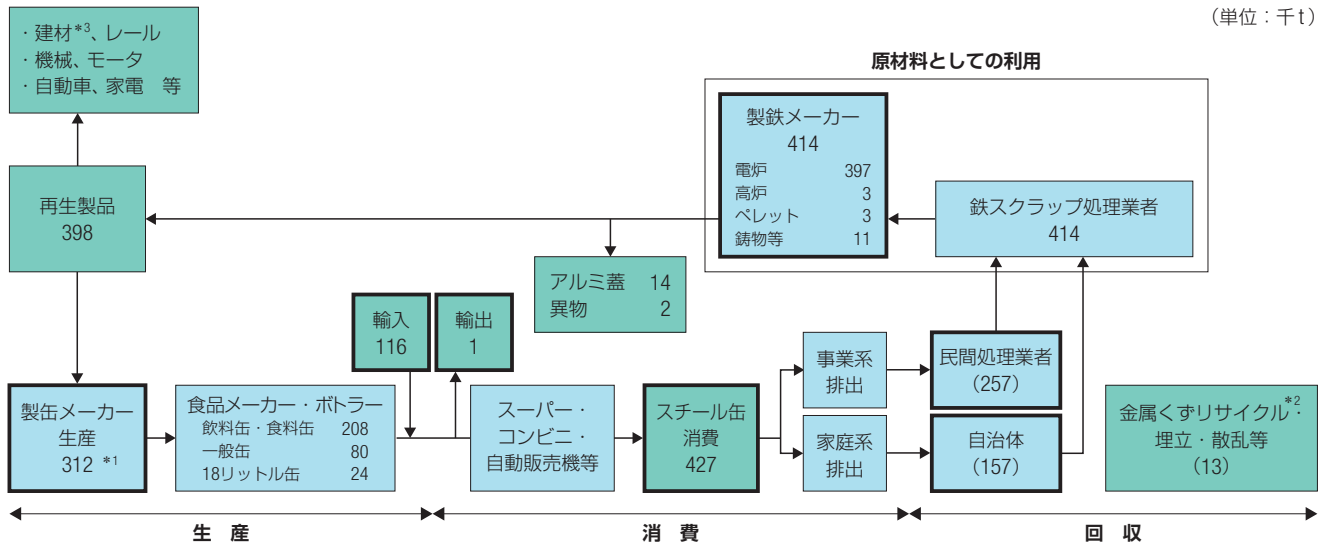 （単位：千t）
・建材*3、レール
・機械、モータ
・自動車、家電　等
原材料としての利用
製鉄メーカー
414
電炉 397
高炉 3
ペレット 3
鋳物等 11
鉄スクラップ処理業者
414
再生製品
398
アルミ蓋 14
異物 2
輸入
116
輸出
1
製缶メーカー
生産
312 *1
食品メーカー・ボトラー
飲料缶・食料缶 208
一般缶 80
18リットル缶 24
スーパー・
コンビニ・
自動販売機等
スチール缶
消費
427
事業系
排出
家庭系
排出
民間処理業者
（257）
自治体
（157）
金属くずリサイクル*2・
埋立・散乱等
（13）
生　産
消　費
回　収